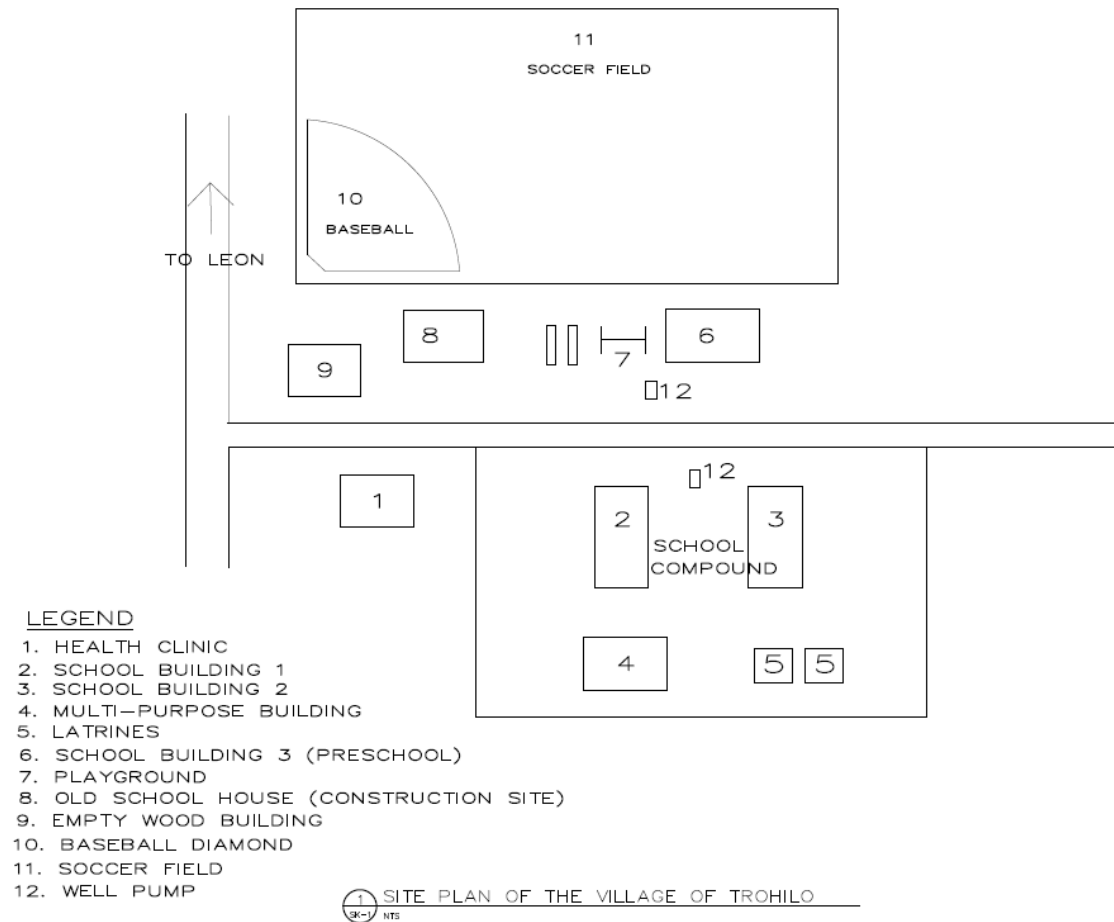 11
SOCCER FIELD
10
BASEBALL
TO LEON
8
6
7
9
12
12
1
2
3
SCHOOL
COMPOUND
4
5
5
LEGEND
1. HEALTH CLINIC
2. SCHOOL BUILDING 1
3. SCHOOL BUILDING 2
4. MULTI-PURPOSE BUILDING
5. LATRINES
6. SCHOOL BUILDING 3 (PRESCHOOL)
7. PLAYGROUND
8. OLD SCHOOL HOUSE (CONSTRUCTION SITE)
9. EMPTY WOOD BUILDING
10. BASEBALL DIAMOND
11. SOCCER FIELD
12. WELL PUMP
1
SK-1
SITE PLAN OF THE VILLAGE OF TROHILO
NTS